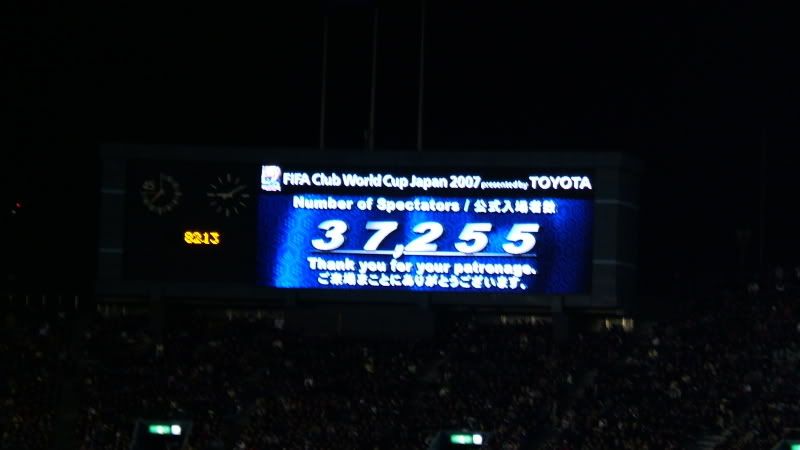 FIFA Club World Cup Japan 2007 presented by TOYOTA
Number of Spectators / 公式入場者数
37,255
Thank you for your patronage.
ご来場まことにありがとうございます。